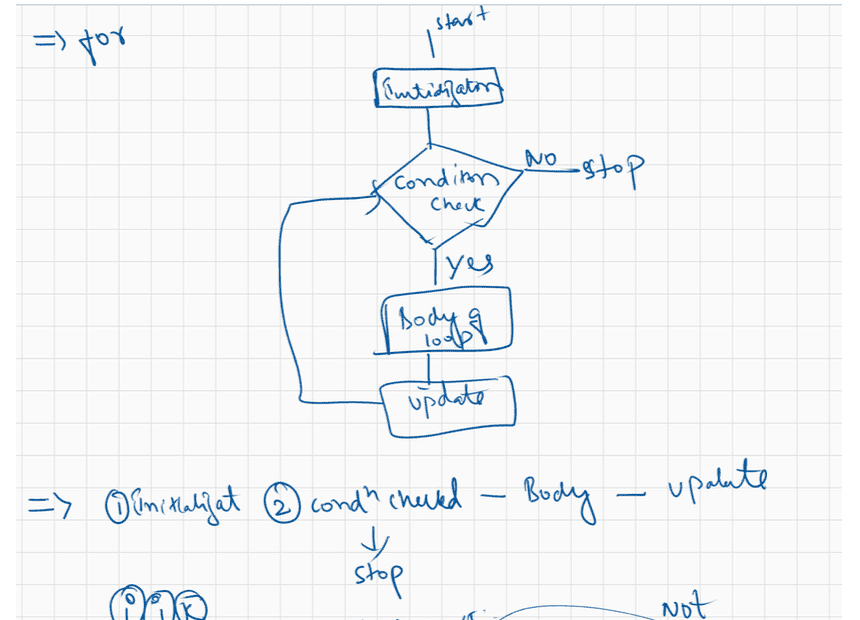 start
=> for
Initialization
NO stop
Condition
check
yes
Body of
loop
update
=> ① Initializat ② condn checked – Body – update
↓
stop
i j k
Not